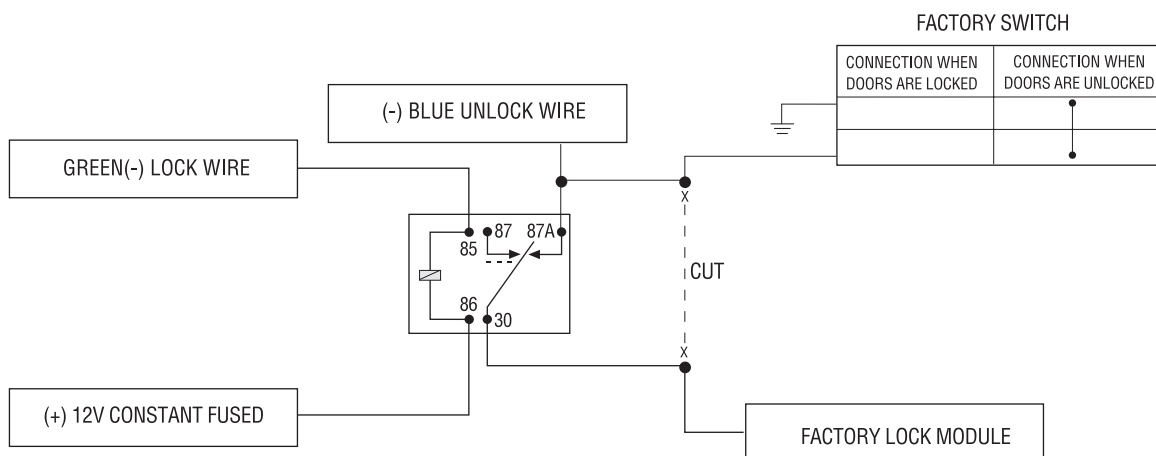 FACTORY SWITCH
CONNECTION WHEN
DOORS ARE LOCKED
CONNECTION WHEN
DOORS ARE UNLOCKED
(-) BLUE UNLOCK WIRE
GREEN(-) LOCK WIRE
87
87A
85
X
CUT
86
30
X
(+) 12V CONSTANT FUSED
FACTORY LOCK MODULE